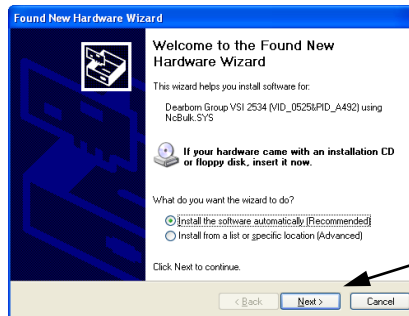 Found New Hardware Wizard
Welcome to the Found New
Hardware Wizard
This wizard helps you install software for:
Dearborn Group VSI 2534 (VID_0525&PID_A492) using
NcBulk.SYS
If your hardware came with an installation CD
or floppy disk, insert it now.
What do you want the wizard to do?
Install the software automatically (Recommended)
Install from a list or specific location (Advanced)
Click Next to continue.
< Back Next > Cancel